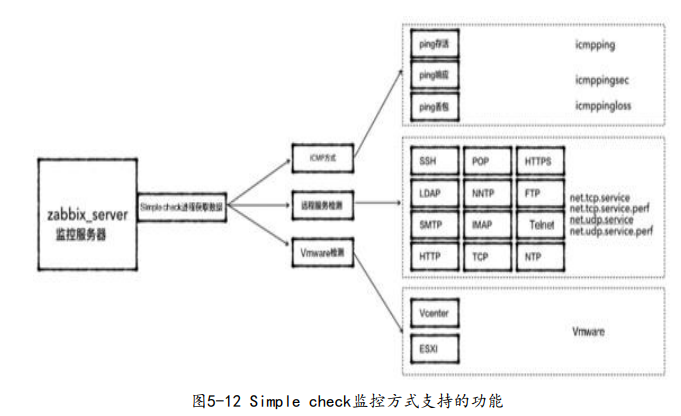 zabbix_server
监控服务器
Simple check进程获取数据
ICMP方式
远程服务检测
Vmware检测
ping存活
icmpping
ping响应
icmppingsec
ping丢包
icmppingloss
SSH
POP
HTTPS
LDAP
NNTP
FTP
SMTP
IMAP
Telnet
HTTP
TCP
NTP
net.tcp.service
net.tcp.service.perf
net.udp.service
net.udp.service.perf
Vcenter
ESXI
Vmware
图5-12 Simple check监控方式支持的功能